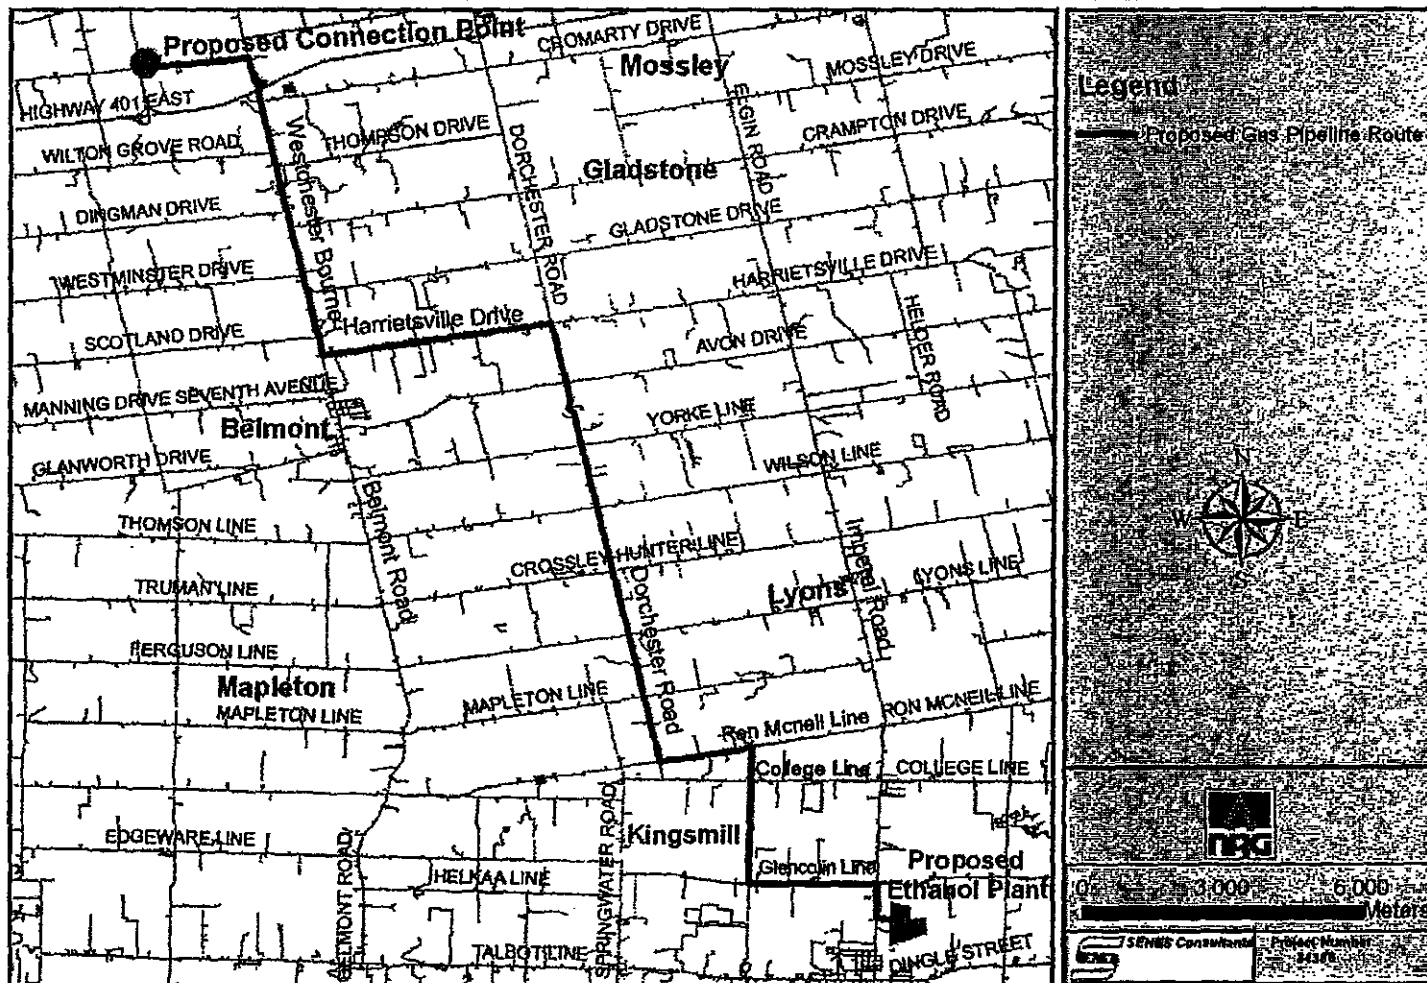 Proposed Connection Point
CROMARTY DRIVE
Mossley
MOSSLEY DRIVE
HIGHWAY 401 EAST
ELGIN ROAD
CRAMPTON DRIVE
WILTON GROVE ROAD
Westchester Bourne
THOMPSON DRIVE
DORCHESTER ROAD
Gladstone
DINGMAN DRIVE
GLADSTONE DRIVE
WESTMINSTER DRIVE
HARRIETSVILLE DRIVE
HELDER ROAD
SCOTLAND DRIVE
Harrietsville Drive
AVON DRIVE
MANNING DRIVE SEVENTH AVENUE
YORKE LINE
Belmont
GLANWORTH DRIVE
WILSON LINE
Belmont Road
THOMSON LINE
CROSSLEY-HUNTER LINE
Imperial Road
TRUMAN LINE
Dorchester Road
Lyons
LYONS LINE
FERGUSON LINE
Mapleton
MAPLETON LINE
MAPLETON LINE
Ron Mcneil Line
RON MCNEIL LINE
College Line
COLLEGE LINE
SPRINGWATER ROAD
EDGEWARE LINE
Kingsmill
BELMONT ROAD
HELKAA LINE
Glencolin Line
Proposed
Ethanol Plant
TALBOT LINE
DINGLE STREET
Legend
Proposed Gas Pipeline Route
N
W E
S
NRG
0 3,000 6,000
Meters
SENES Consultants
SENES
Project Number